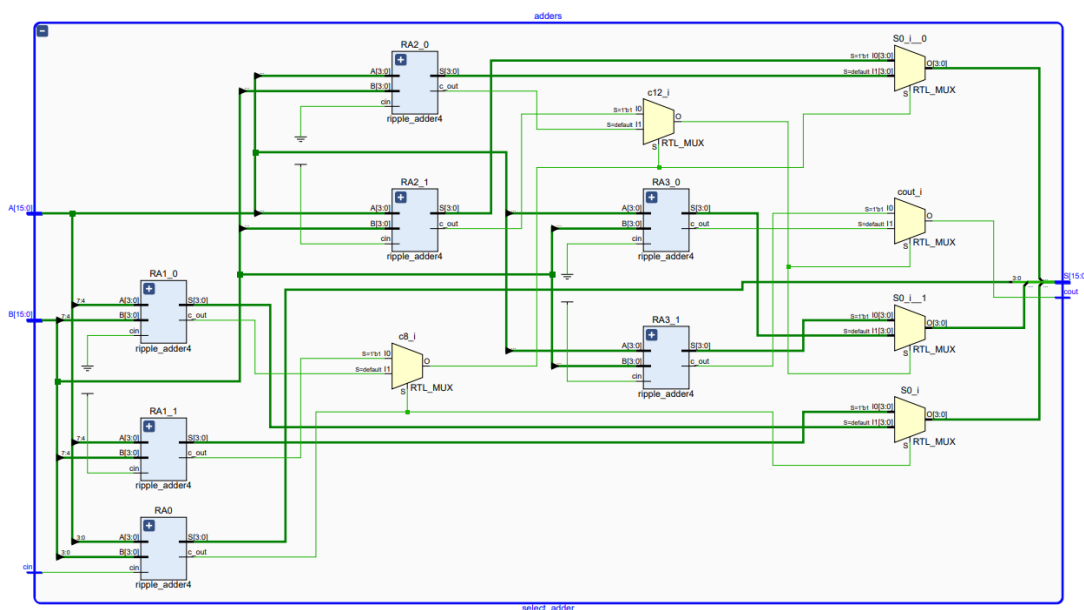 adders
RA2_0
A[3:0] S[3:0]
B[3:0] c_out
cin
ripple_adder4
S0_i__0
S=1'b1 I0[3:0]
S=default I1[3:0]
O[3:0]
S RTL_MUX
c12_i
S=1'b1 I0
S=default I1
O
S RTL_MUX
RA2_1
A[3:0] S[3:0]
B[3:0] c_out
cin
ripple_adder4
RA3_0
A[3:0] S[3:0]
B[3:0] c_out
cin
ripple_adder4
cout_i
S=1'b1 I0
S=default I1
O
S RTL_MUX
A[15:0]
B[15:0]
cin
RA1_0
7:4 A[3:0] S[3:0]
7:4 B[3:0] c_out
cin
ripple_adder4
3:0
S[15:0
cout
S0_i__1
S=1'b1 I0[3:0]
S=default I1[3:0]
O[3:0]
S RTL_MUX
c8_i
S=1'b1 I0
S=default I1
O
S RTL_MUX
RA3_1
A[3:0] S[3:0]
B[3:0] c_out
cin
ripple_adder4
S0_i
S=1'b1 I0[3:0]
S=default I1[3:0]
O[3:0]
S RTL_MUX
RA1_1
7:4 A[3:0] S[3:0]
7:4 B[3:0] c_out
cin
ripple_adder4
RA0
3:0 A[3:0] S[3:0]
3:0 B[3:0] c_out
cin
ripple_adder4
select_adder